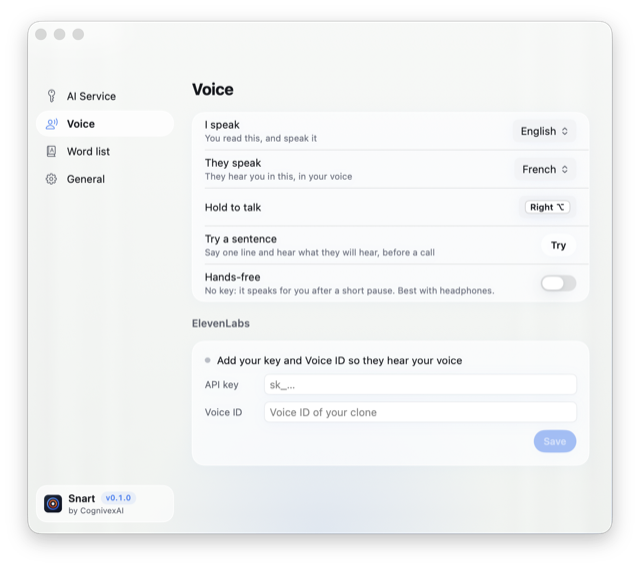 AI Service
Voice
Word list
General
Snart v0.1.0
by CognivexAI
Voice
I speak
You read this, and speak it
English
They speak
They hear you in this, in your voice
French
Hold to talk
Right ⌥
Try a sentence
Say one line and hear what they will hear, before a call
Try
Hands-free
No key: it speaks for you after a short pause. Best with headphones.
ElevenLabs
Add your key and Voice ID so they hear your voice
API key
sk_...
Voice ID
Voice ID of your clone
Save